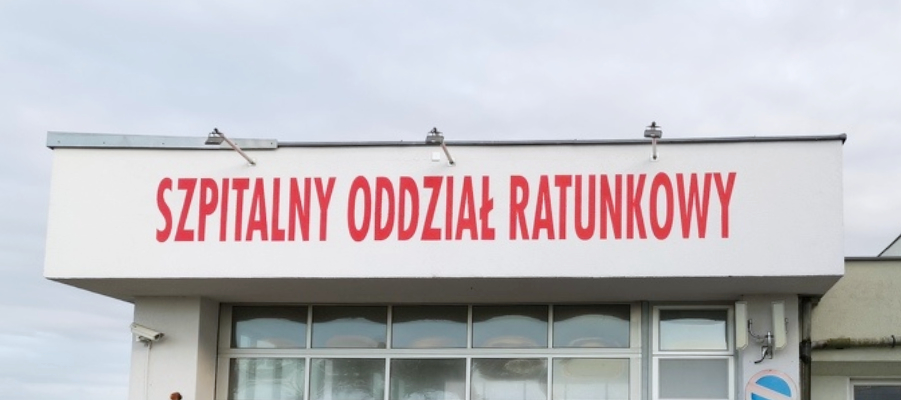 SZPITALNY ODDZIAŁ RATUNKOWY